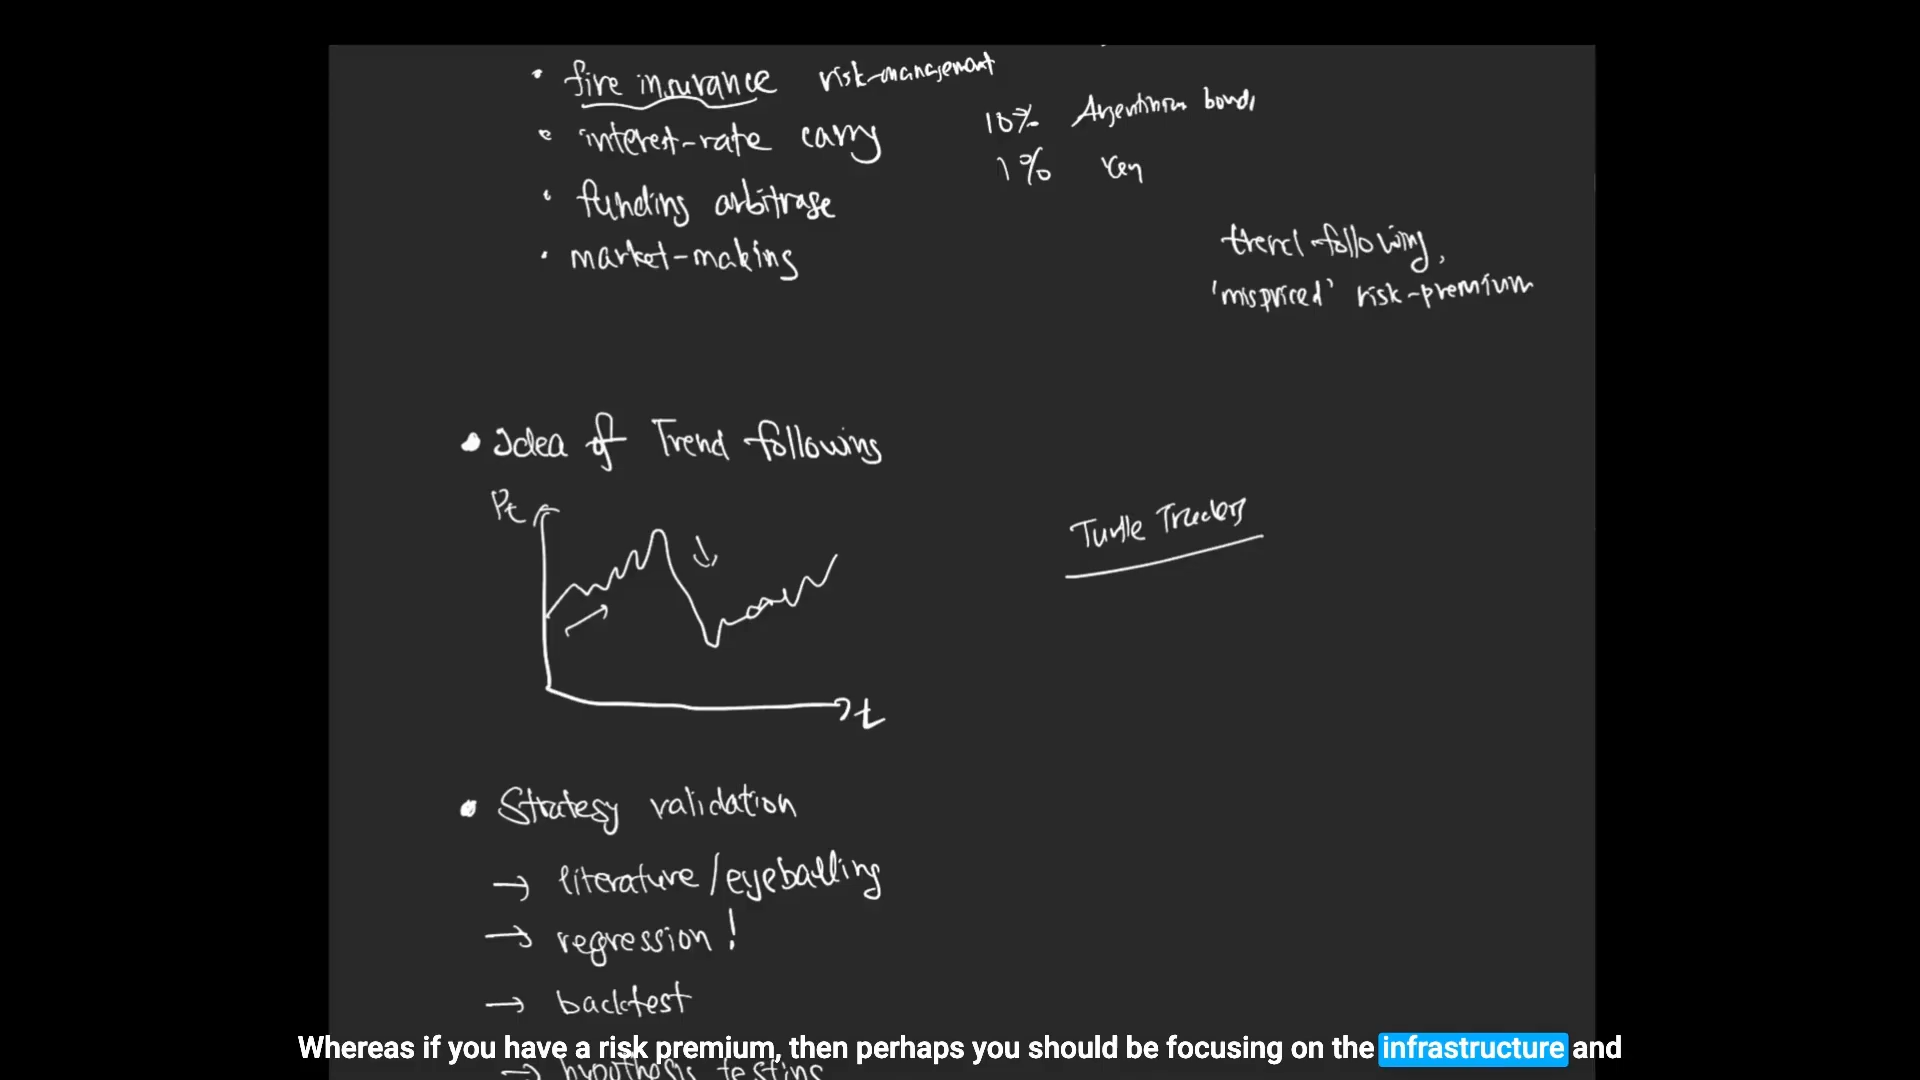 • fire insurance risk-management
• interest-rate carry 10% Argentinian bonds
1% Yen
• funding arbitrage
• market-making
trend-following,
'mispriced' risk-premium
• Idea of Trend following
Pt
Turtle Traders
t
• Strategy validation
→ literature/eyeballing
→ regression!
→ backtest
→ hypothesis testing
Whereas if you have a risk premium, then perhaps you should be focusing on the infrastructure and